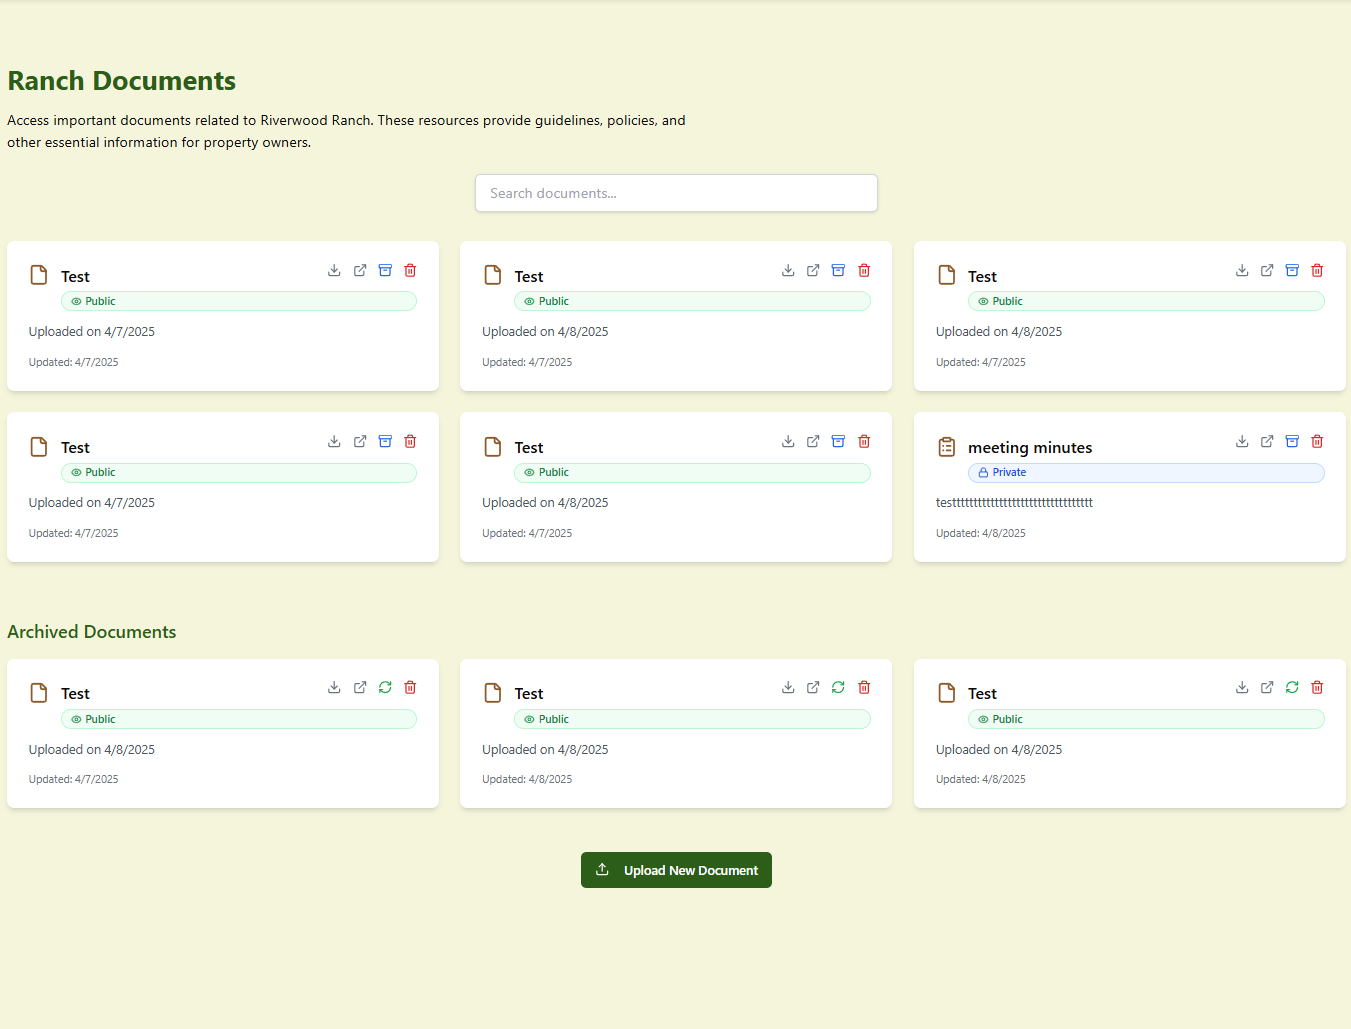 Ranch Documents
Access important documents related to Riverwood Ranch. These resources provide guidelines, policies, and
other essential information for property owners.
Search documents...
Test
Public
Uploaded on 4/7/2025
Updated: 4/7/2025
Test
Public
Uploaded on 4/8/2025
Updated: 4/7/2025
Test
Public
Uploaded on 4/8/2025
Updated: 4/7/2025
Test
Public
Uploaded on 4/7/2025
Updated: 4/7/2025
Test
Public
Uploaded on 4/8/2025
Updated: 4/7/2025
meeting minutes
Private
testttttttttttttttttttttttttttttttttt
Updated: 4/8/2025
Archived Documents
Test
Public
Uploaded on 4/8/2025
Updated: 4/7/2025
Test
Public
Uploaded on 4/8/2025
Updated: 4/8/2025
Test
Public
Uploaded on 4/8/2025
Updated: 4/8/2025
Upload New Document